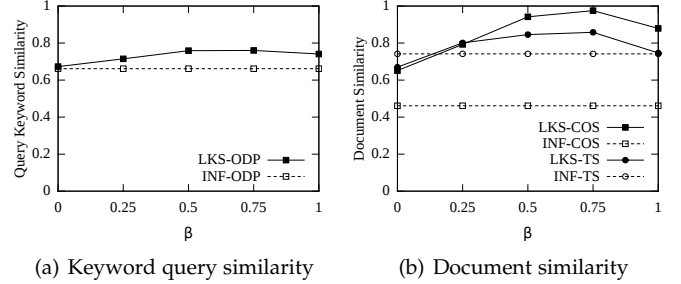 Query Keyword Similarity
1
0.8
0.6
0.4
0.2
0
0 0.25 0.5 0.75 1
β
LKS-ODP
INF-ODP
(a) Keyword query similarity
Document Similarity
1
0.8
0.6
0.4
0.2
0
0 0.25 0.5 0.75 1
β
LKS-COS
INF-COS
LKS-TS
INF-TS
(b) Document similarity